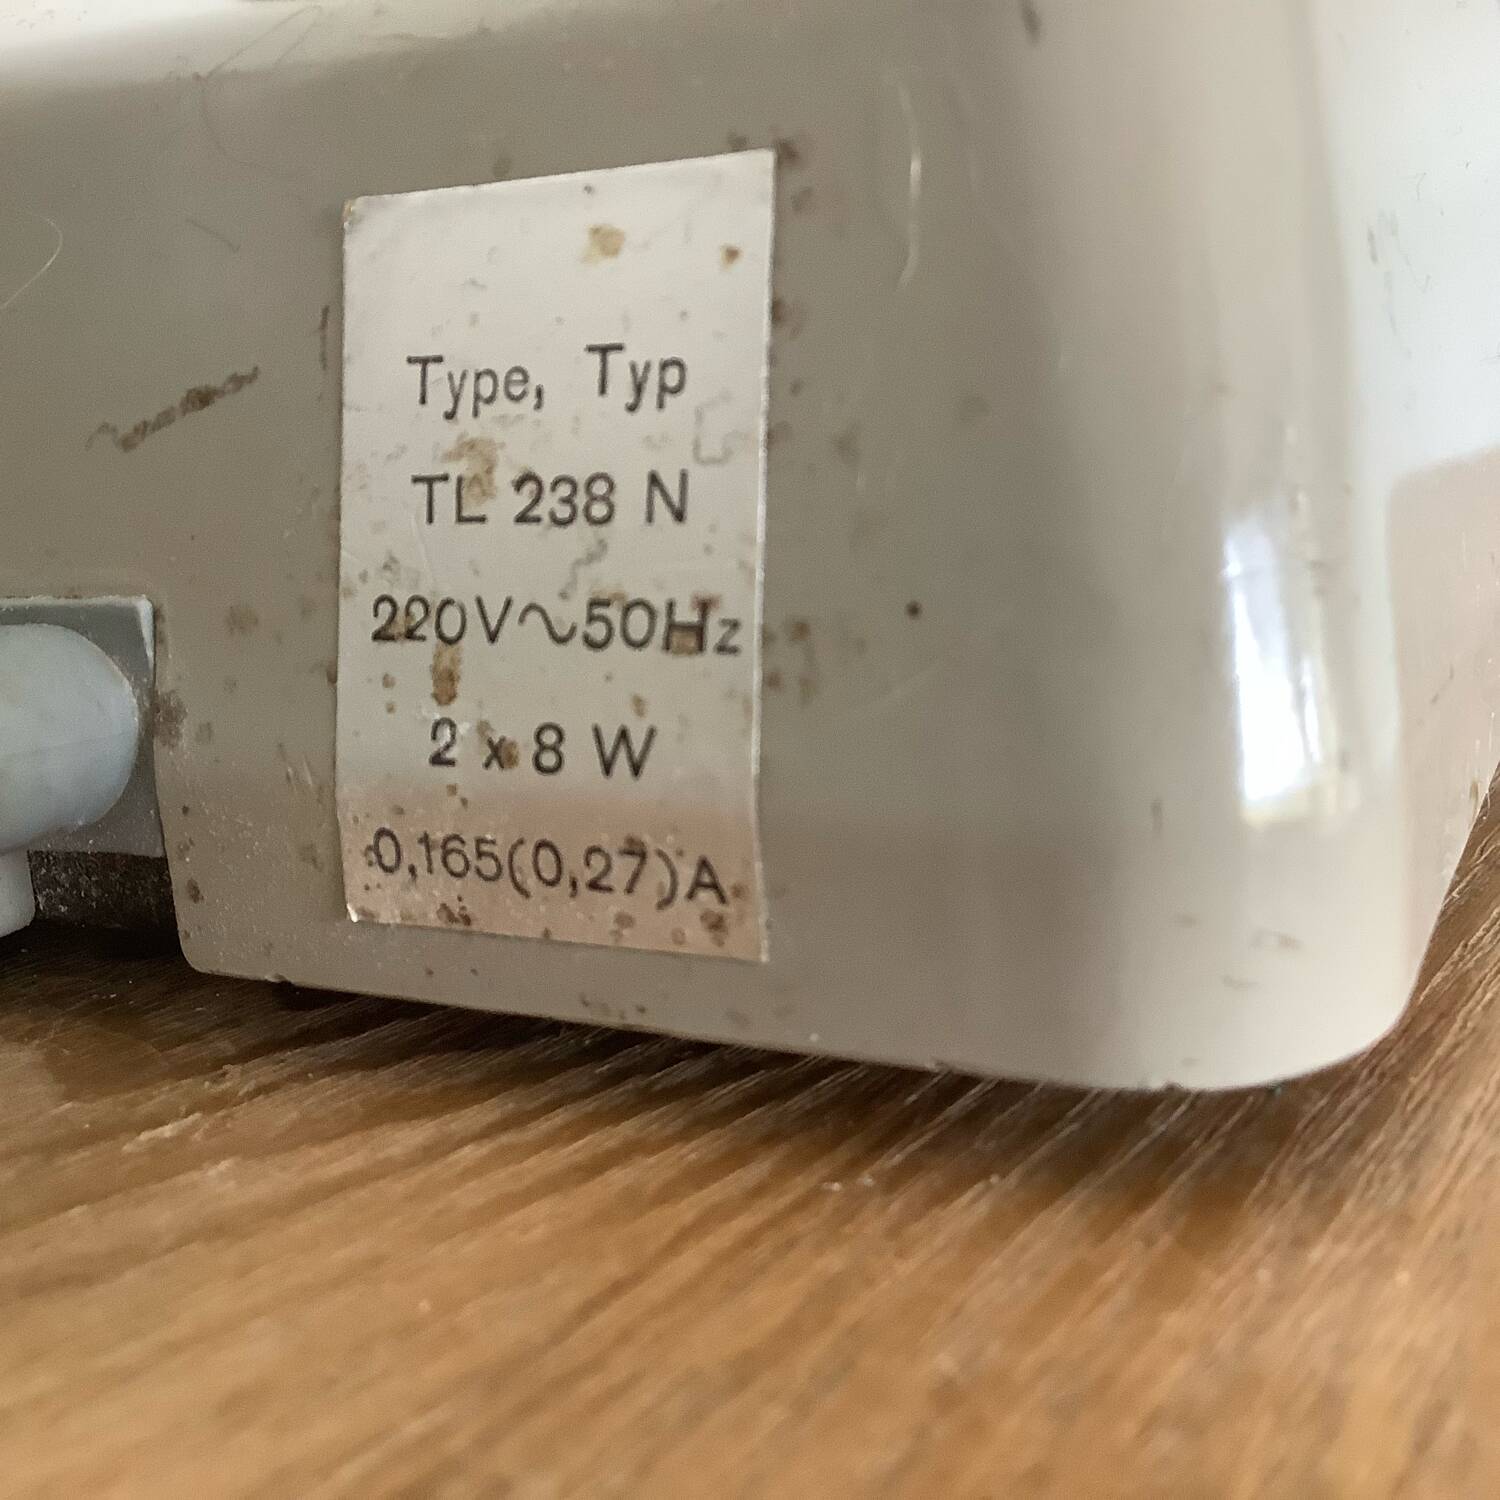 Type, Typ
TL 238 N
220V~50Hz
2 x 8 W
0,165(0,27)A